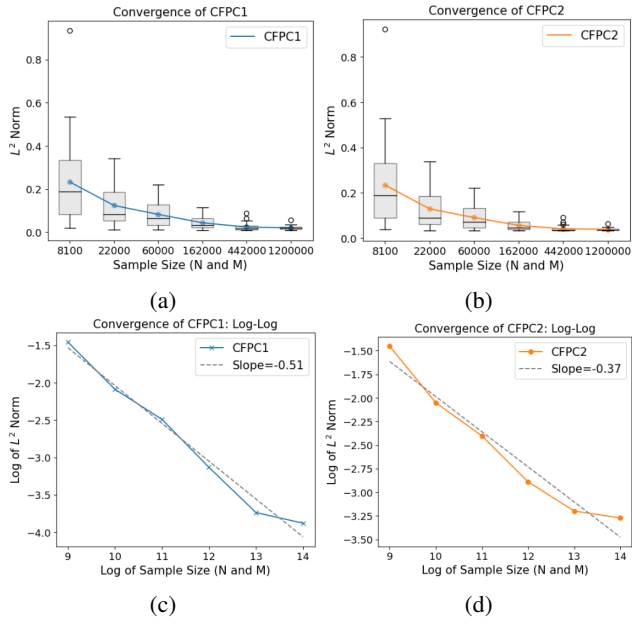 Convergence of CFPC1
CFPC1
L² Norm
0.8
0.6
0.4
0.2
0.0
8100 22000 60000 162000 442000 1200000
Sample Size (N and M)
(a)
Convergence of CFPC2
CFPC2
L² Norm
0.8
0.6
0.4
0.2
0.0
8100 22000 60000 162000 442000 1200000
Sample Size (N and M)
(b)
Convergence of CFPC1: Log-Log
CFPC1
Slope=-0.51
Log of L² Norm
−1.5
−2.0
−2.5
−3.0
−3.5
−4.0
9 10 11 12 13 14
Log of Sample Size (N and M)
(c)
Convergence of CFPC2: Log-Log
CFPC2
Slope=-0.37
Log of L² Norm
−1.50
−1.75
−2.00
−2.25
−2.50
−2.75
−3.00
−3.25
−3.50
9 10 11 12 13 14
Log of Sample Size (N and M)
(d)